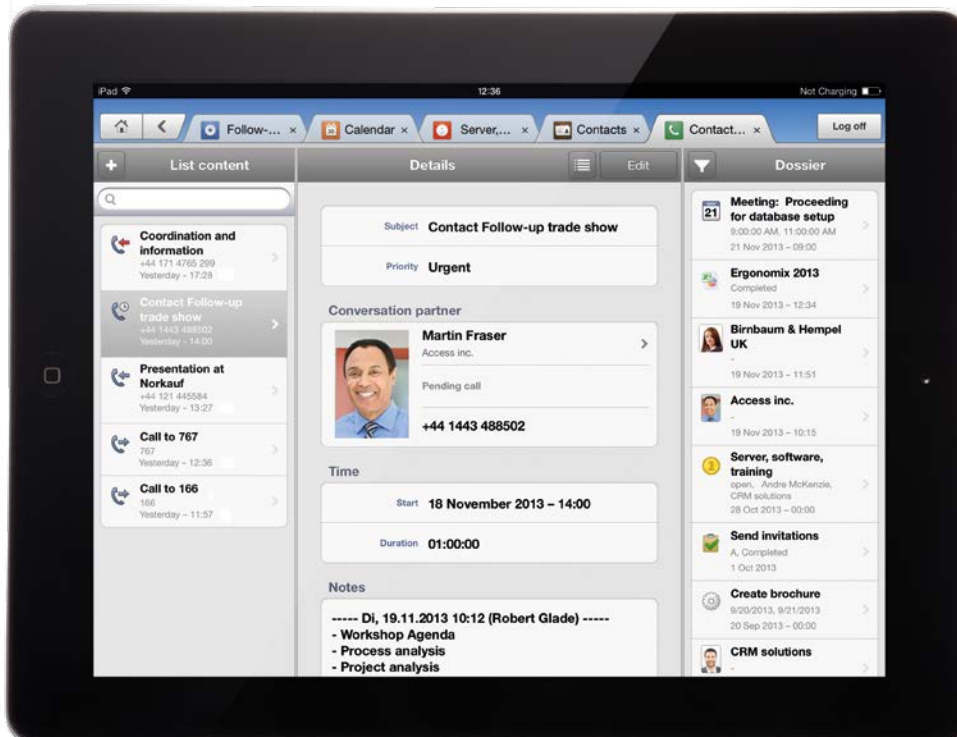 iPad
12:36
Not Charging
Follow-... ×
Calendar ×
Server,... ×
Contacts ×
Contact... ×
Log off
+ List content
Details
Edit
Dossier
Coordination and
information
+44 171 4765 299
Yesterday – 17:28
Contact Follow-up
trade show
+44 1443 488502
Yesterday – 14:00
Presentation at
Norkauf
+44 121 445584
Yesterday – 13:27
Call to 767
767
Yesterday – 12:36
Call to 166
166
Yesterday – 11:57
Subject Contact Follow-up trade show
Priority Urgent
Conversation partner
Martin Fraser
Access inc.
Pending call
+44 1443 488502
Time
Start 18 November 2013 – 14:00
Duration 01:00:00
Notes
----- Di, 19.11.2013 10:12 (Robert Glade) -----
- Workshop Agenda
- Process analysis
- Project analysis
21
Meeting: Proceeding
for database setup
9:00:00 AM, 11:00:00 AM
21 Nov 2013 – 09:00
Ergonomix 2013
Completed
19 Nov 2013 – 12:34
Birnbaum & Hempel
UK
-
19 Nov 2013 – 11:51
Access inc.
-
19 Nov 2013 – 10:15
Server, software,
training
open, Andre McKenzie,
CRM solutions
28 Oct 2013 – 00:00
Send invitations
A, Completed
1 Oct 2013
Create brochure
9/20/2013, 9/21/2013
20 Sep 2013 – 00:00
CRM solutions
-